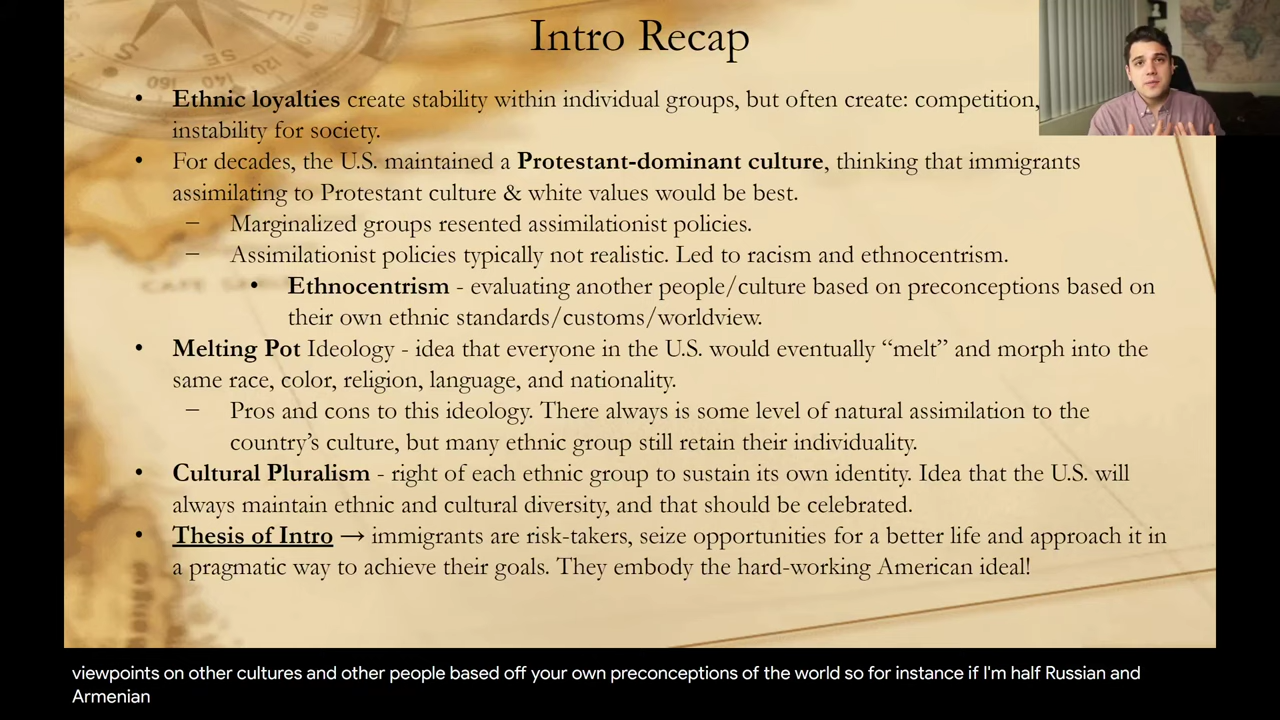 Intro Recap
• Ethnic loyalties create stability within individual groups, but often create: competition,
instability for society.
• For decades, the U.S. maintained a Protestant-dominant culture, thinking that immigrants
assimilating to Protestant culture & white values would be best.
– Marginalized groups resented assimilationist policies.
– Assimilationist policies typically not realistic. Led to racism and ethnocentrism.
• Ethnocentrism - evaluating another people/culture based on preconceptions based on
their own ethnic standards/customs/worldview.
• Melting Pot Ideology - idea that everyone in the U.S. would eventually “melt” and morph into the
same race, color, religion, language, and nationality.
– Pros and cons to this ideology. There always is some level of natural assimilation to the
country’s culture, but many ethnic group still retain their individuality.
• Cultural Pluralism - right of each ethnic group to sustain its own identity. Idea that the U.S. will
always maintain ethnic and cultural diversity, and that should be celebrated.
• Thesis of Intro → immigrants are risk-takers, seize opportunities for a better life and approach it in
a pragmatic way to achieve their goals. They embody the hard-working American ideal!
viewpoints on other cultures and other people based off your own preconceptions of the world so for instance if I'm half Russian and
Armenian